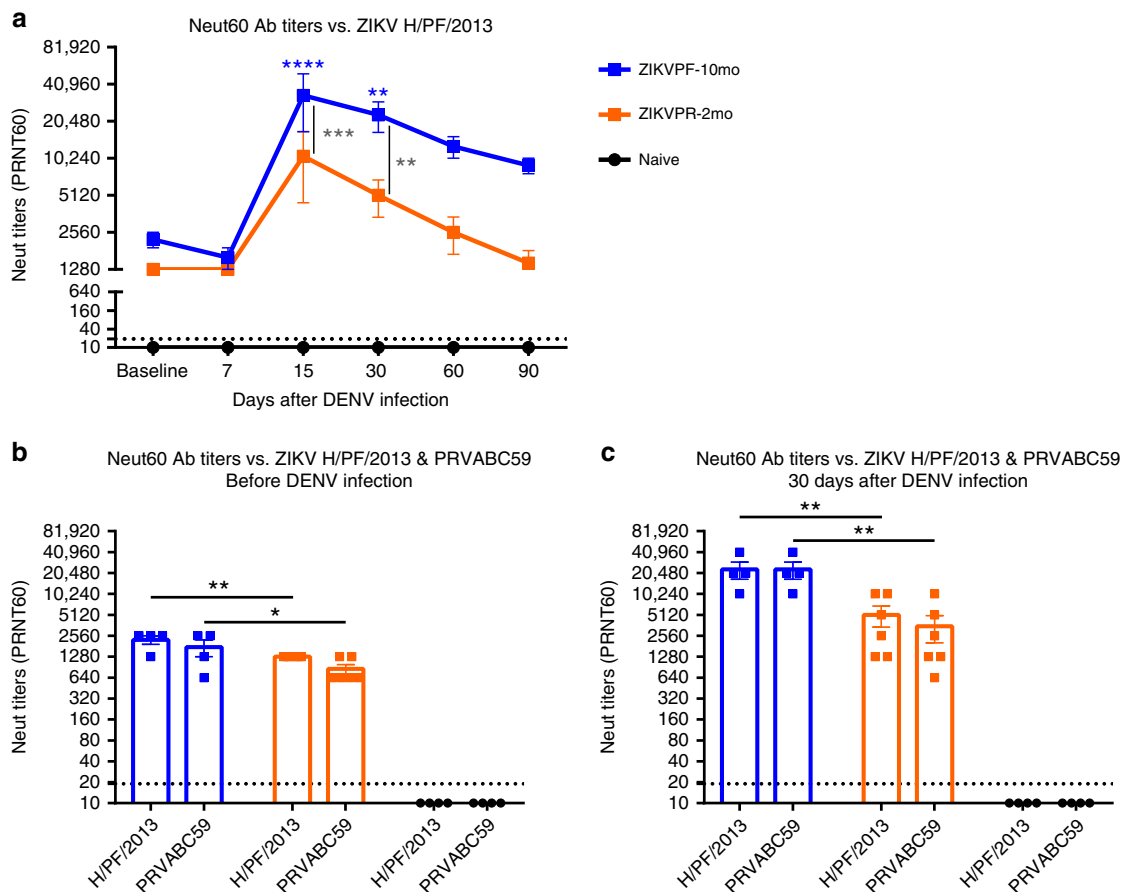 a
Neut60 Ab titers vs. ZIKV H/PF/2013
Neut titers (PRNT60)
81,920
40,960
20,480
10,240
5120
2560
1280
640
160
40
10
****
**
***
**
Baseline
7
15
30
60
90
Days after DENV infection
ZIKVPF-10mo
ZIKVPR-2mo
Naive
b
Neut60 Ab titers vs. ZIKV H/PF/2013 & PRVABC59
Before DENV infection
Neut titers (PRNT60)
81,920
40,960
20,480
10,240
5120
2560
1280
640
320
160
80
40
20
10
**
*
H/PF/2013
PRVABC59
H/PF/2013
PRVABC59
H/PF/2013
PRVABC59
c
Neut60 Ab titers vs. ZIKV H/PF/2013 & PRVABC59
30 days after DENV infection
Neut titers (PRNT60)
81,920
40,960
20,480
10,240
5120
2560
1280
640
320
160
80
40
20
10
**
**
H/PF/2013
PRVABC59
H/PF/2013
PRVABC59
H/PF/2013
PRVABC59